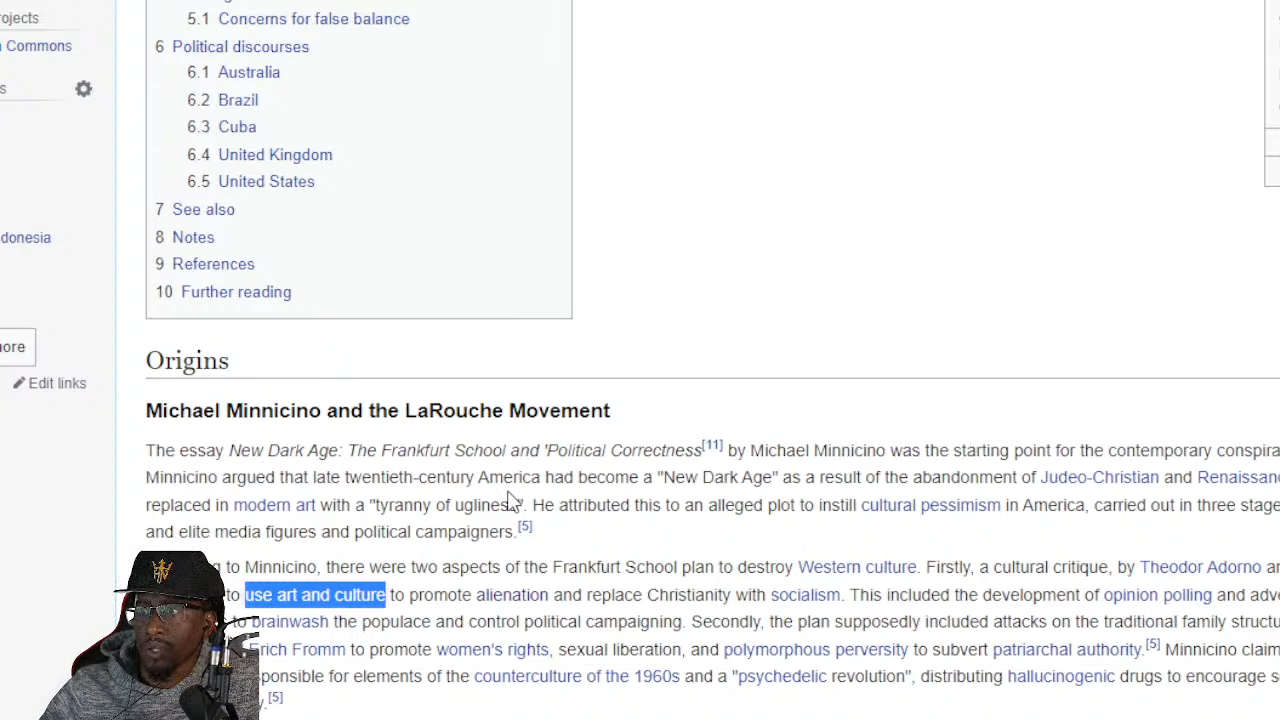 rojects
Commons
s
donesia
more
Edit links
5.1 Concerns for false balance
6 Political discourses
6.1 Australia
6.2 Brazil
6.3 Cuba
6.4 United Kingdom
6.5 United States
7 See also
8 Notes
9 References
10 Further reading
Origins
Michael Minnicino and the LaRouche Movement
The essay New Dark Age: The Frankfurt School and 'Political Correctness[11] by Michael Minnicino was the starting point for the contemporary conspira
Minnicino argued that late twentieth-century America had become a "New Dark Age" as a result of the abandonment of Judeo-Christian and Renaissanc
replaced in modern art with a "tyranny of ugliness". He attributed this to an alleged plot to instill cultural pessimism in America, carried out in three stage
and elite media figures and political campaigners.[5]
g to Minnicino, there were two aspects of the Frankfurt School plan to destroy Western culture. Firstly, a cultural critique, by Theodor Adorno an
to use art and culture to promote alienation and replace Christianity with socialism. This included the development of opinion polling and adve
to brainwash the populace and control political campaigning. Secondly, the plan supposedly included attacks on the traditional family structu
Erich Fromm to promote women's rights, sexual liberation, and polymorphous perversity to subvert patriarchal authority.[5] Minnicino claim
sponsible for elements of the counterculture of the 1960s and a "psychedelic revolution", distributing hallucinogenic drugs to encourage se
y.[5]